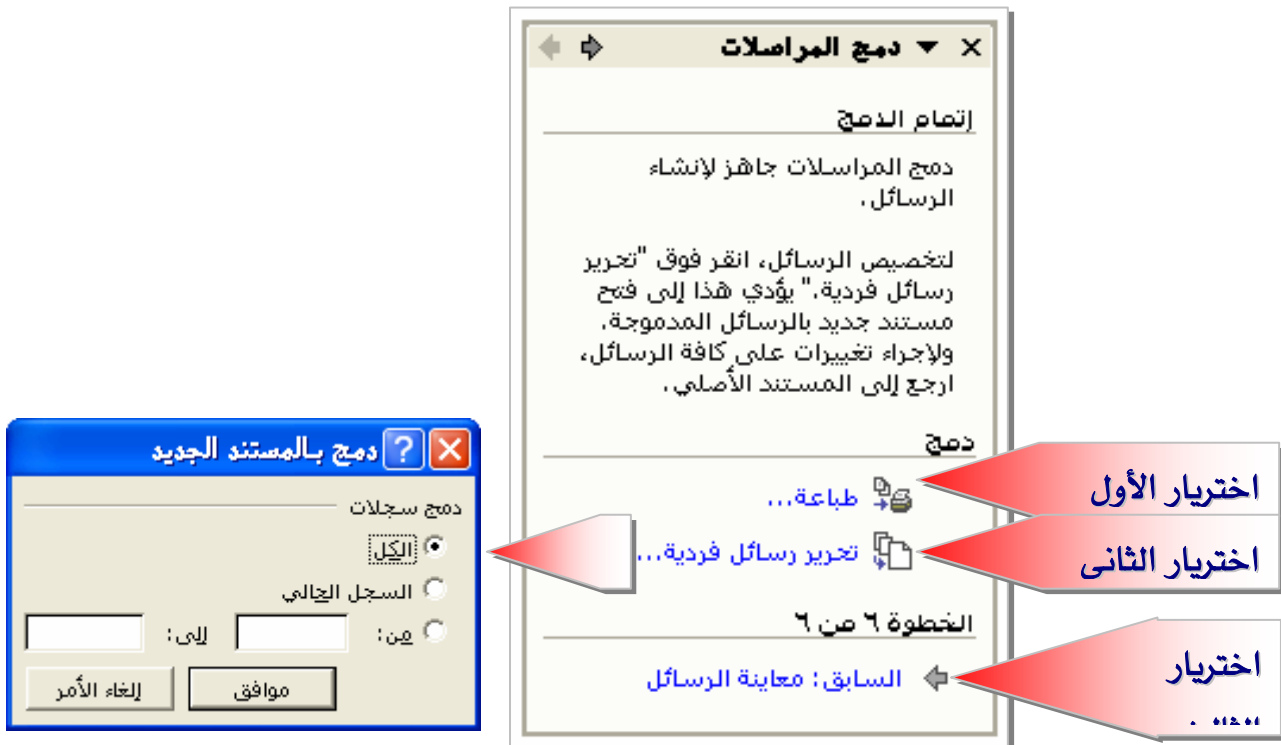 دمج المراسلات
إتمام الدمج
دمج المراسلات جاهز لإنشاء
الرسائل.
لتخصيص الرسائل، انقر فوق "تحرير
رسائل فردية." يؤدي هذا إلى فتح
مستند جديد بالرسائل المدموجة.
ولإجراء تغييرات على كافة الرسائل،
ارجع إلى المستند الأصلي.
دمج
طباعة...
تحرير رسائل فردية...
الخطوة ٦ من ٦
السابق: معاينة الرسائل
اختريار الأول
اختريار الثانى
اختريار
دمج بالمستند الجديد
دمج سجلات
الكل
السجل الحالي
من: إلى:
موافق إلغاء الأمر